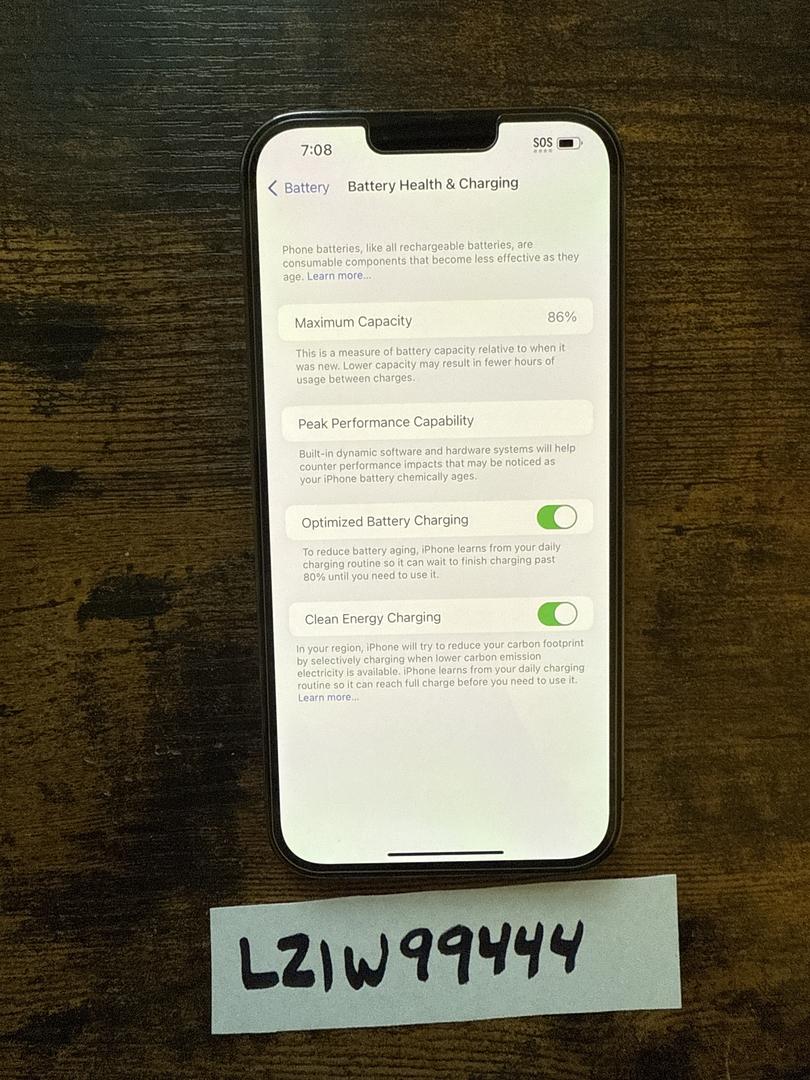 7:08
SOS
Battery
Battery Health & Charging
Phone batteries, like all rechargeable batteries, are
consumable components that become less effective as they
age. Learn more...
Maximum Capacity 86%
This is a measure of battery capacity relative to when it
was new. Lower capacity may result in fewer hours of
usage between charges.
Peak Performance Capability
Built-in dynamic software and hardware systems will help
counter performance impacts that may be noticed as
your iPhone battery chemically ages.
Optimized Battery Charging
To reduce battery aging, iPhone learns from your daily
charging routine so it can wait to finish charging past
80% until you need to use it.
Clean Energy Charging
In your region, iPhone will try to reduce your carbon footprint
by selectively charging when lower carbon emission
electricity is available. iPhone learns from your daily charging
routine so it can reach full charge before you need to use it.
Learn more...
LZIW99444